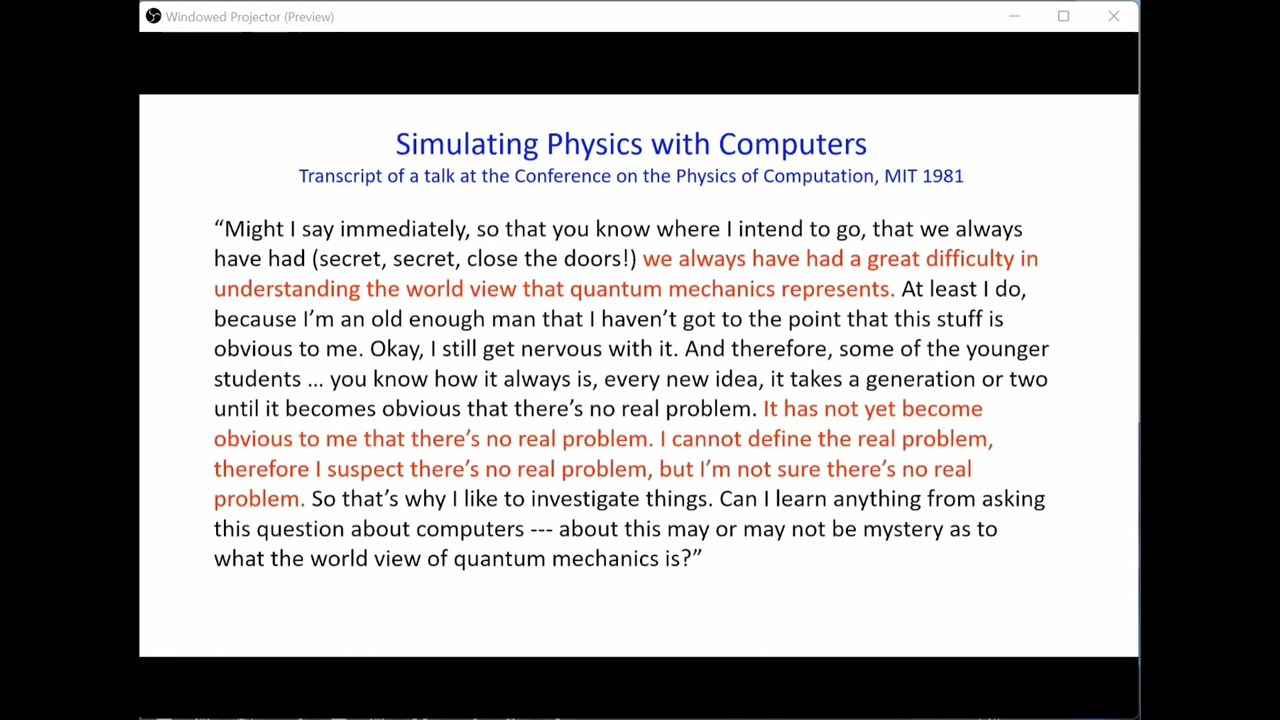 Windowed Projector (Preview)
Simulating Physics with Computers
Transcript of a talk at the Conference on the Physics of Computation, MIT 1981
“Might I say immediately, so that you know where I intend to go, that we always
have had (secret, secret, close the doors!) we always have had a great difficulty in
understanding the world view that quantum mechanics represents. At least I do,
because I’m an old enough man that I haven’t got to the point that this stuff is
obvious to me. Okay, I still get nervous with it. And therefore, some of the younger
students … you know how it always is, every new idea, it takes a generation or two
until it becomes obvious that there’s no real problem. It has not yet become
obvious to me that there’s no real problem. I cannot define the real problem,
therefore I suspect there’s no real problem, but I’m not sure there’s no real
problem. So that’s why I like to investigate things. Can I learn anything from asking
this question about computers --- about this may or may not be mystery as to
what the world view of quantum mechanics is?”